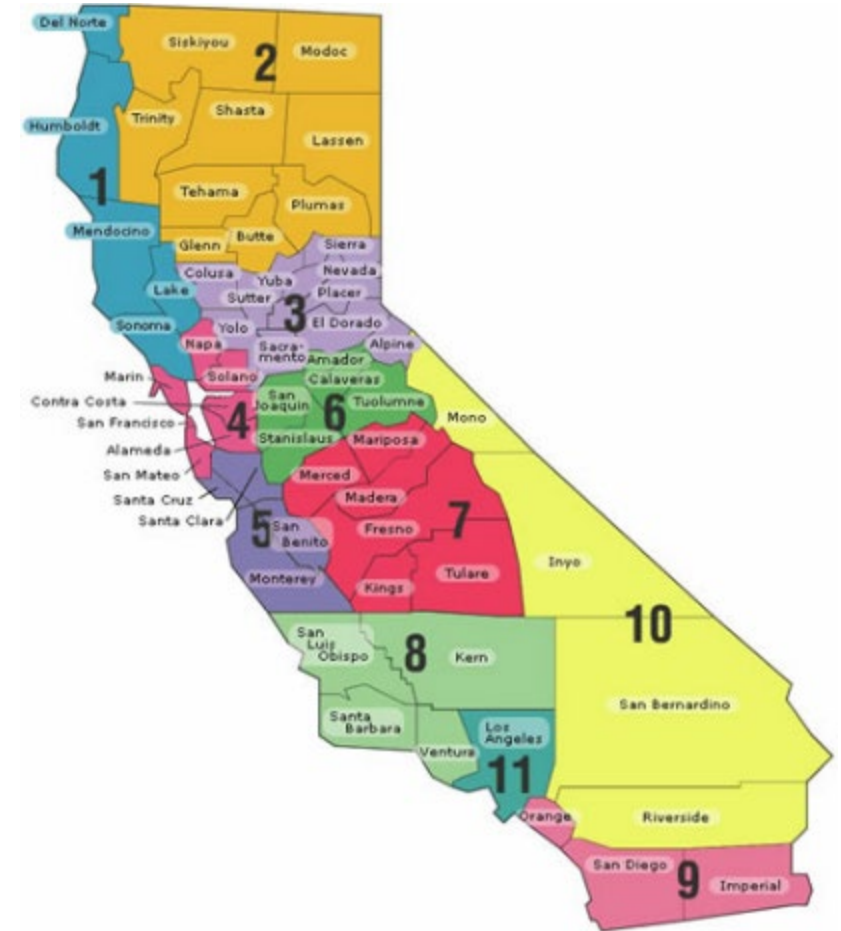 Del Norte
Siskiyou
2
Modoc
Humboldt
Trinity
Shasta
Lassen
1
Tehama
Plumas
Mendocino
Glenn
Butte
Sierra
Colusa
Yuba
Nevada
Lake
Sutter
Placer
3
Sonoma
Yolo
El Dorado
Napa
Sacra-
mento
Alpine
Amador
Marin
Solano
Calaveras
Contra Costa
San
Joaquin
Tuolumne
4
6
Mono
San Francisco
Stanislaus
Mariposa
Alameda
San Mateo
Merced
Santa Cruz
Madera
Santa Clara
5
San
Benito
Fresno
7
Inyo
Monterey
Kings
Tulare
10
San
Luis
Obispo
8
Kern
San Bernardino
Santa
Barbara
Los
Angeles
Ventura
11
Orange
Riverside
San Diego
9
Imperial